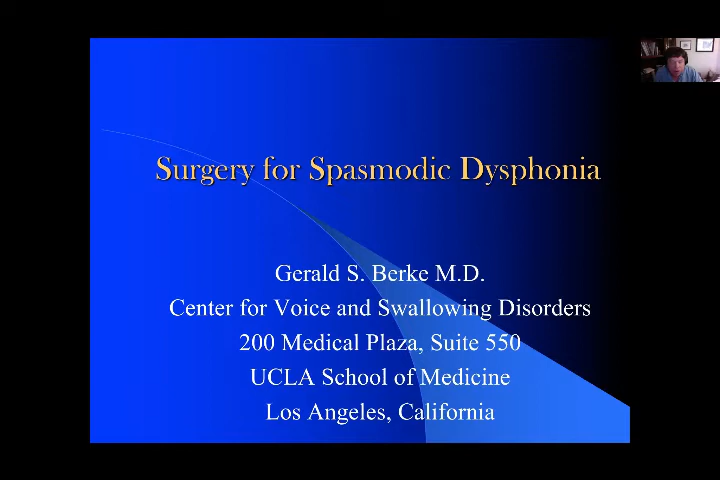 Surgery for Spasmodic Dysphonia
Gerald S. Berke M.D.
Center for Voice and Swallowing Disorders
200 Medical Plaza, Suite 550
UCLA School of Medicine
Los Angeles, California